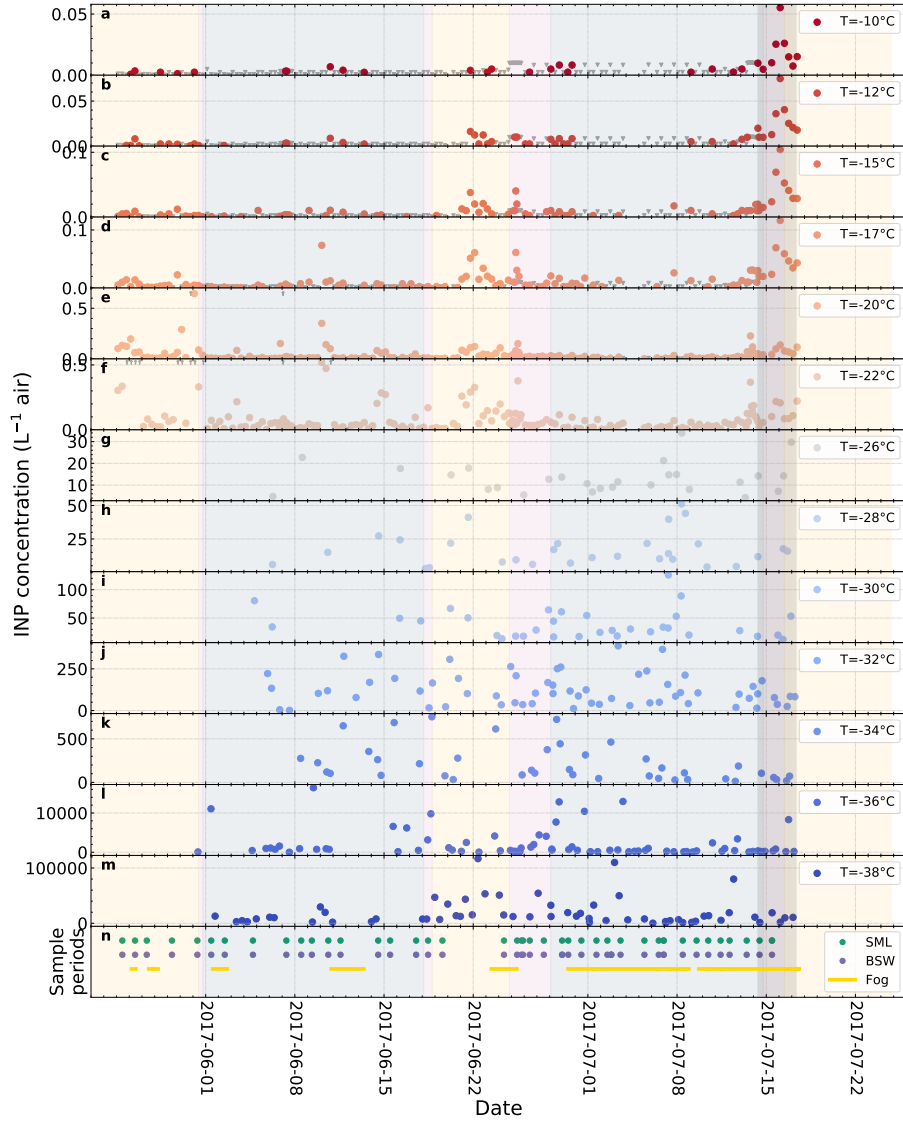 a
0.05
0.00
T=-10°C
b
0.05
0.00
T=-12°C
c
0.1
0.0
T=-15°C
d
0.1
0.0
T=-17°C
e
0.5
0.0
T=-20°C
f
0.5
0.0
T=-22°C
g
30
20
10
T=-26°C
h
50
25
T=-28°C
i
100
50
T=-30°C
j
250
0
T=-32°C
k
500
0
T=-34°C
l
10000
0
T=-36°C
m
100000
0
T=-38°C
n
SML
BSW
Fog
Sample
periods
INP concentration (L⁻¹ air)
2017-06-01
2017-06-08
2017-06-15
2017-06-22
2017-07-01
2017-07-08
2017-07-15
2017-07-22
Date